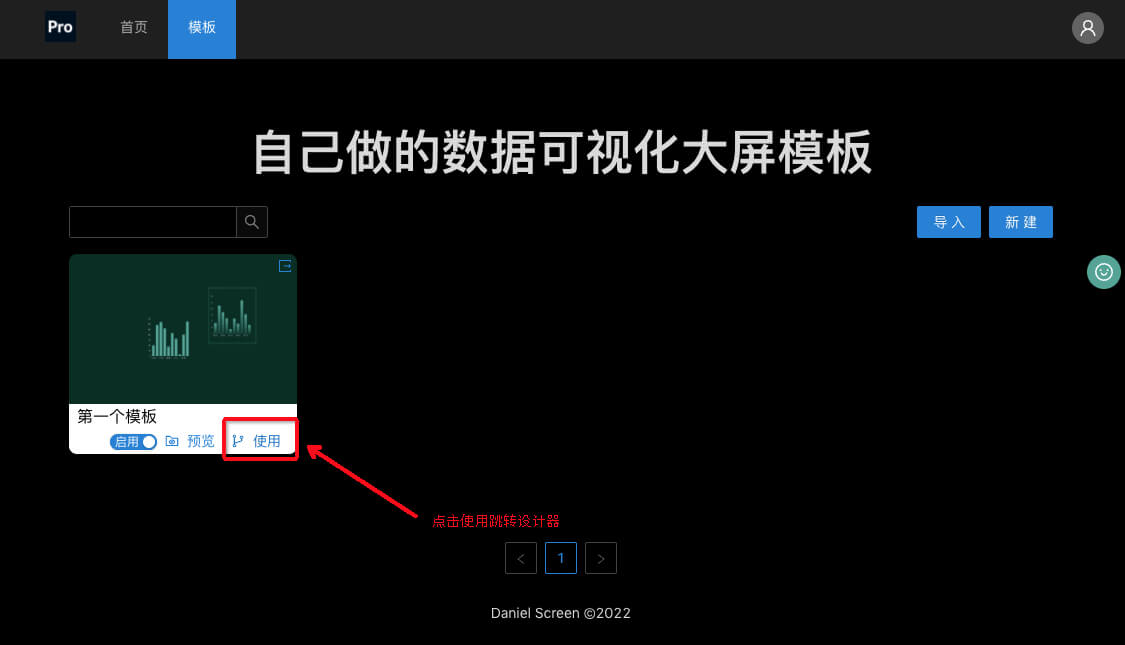 Pro 首页 模板
自己做的数据可视化大屏模板
导 入 新 建
第一个模板
启用 预览 使用
点击使用跳转设计器
< 1 >
Daniel Screen ©2022